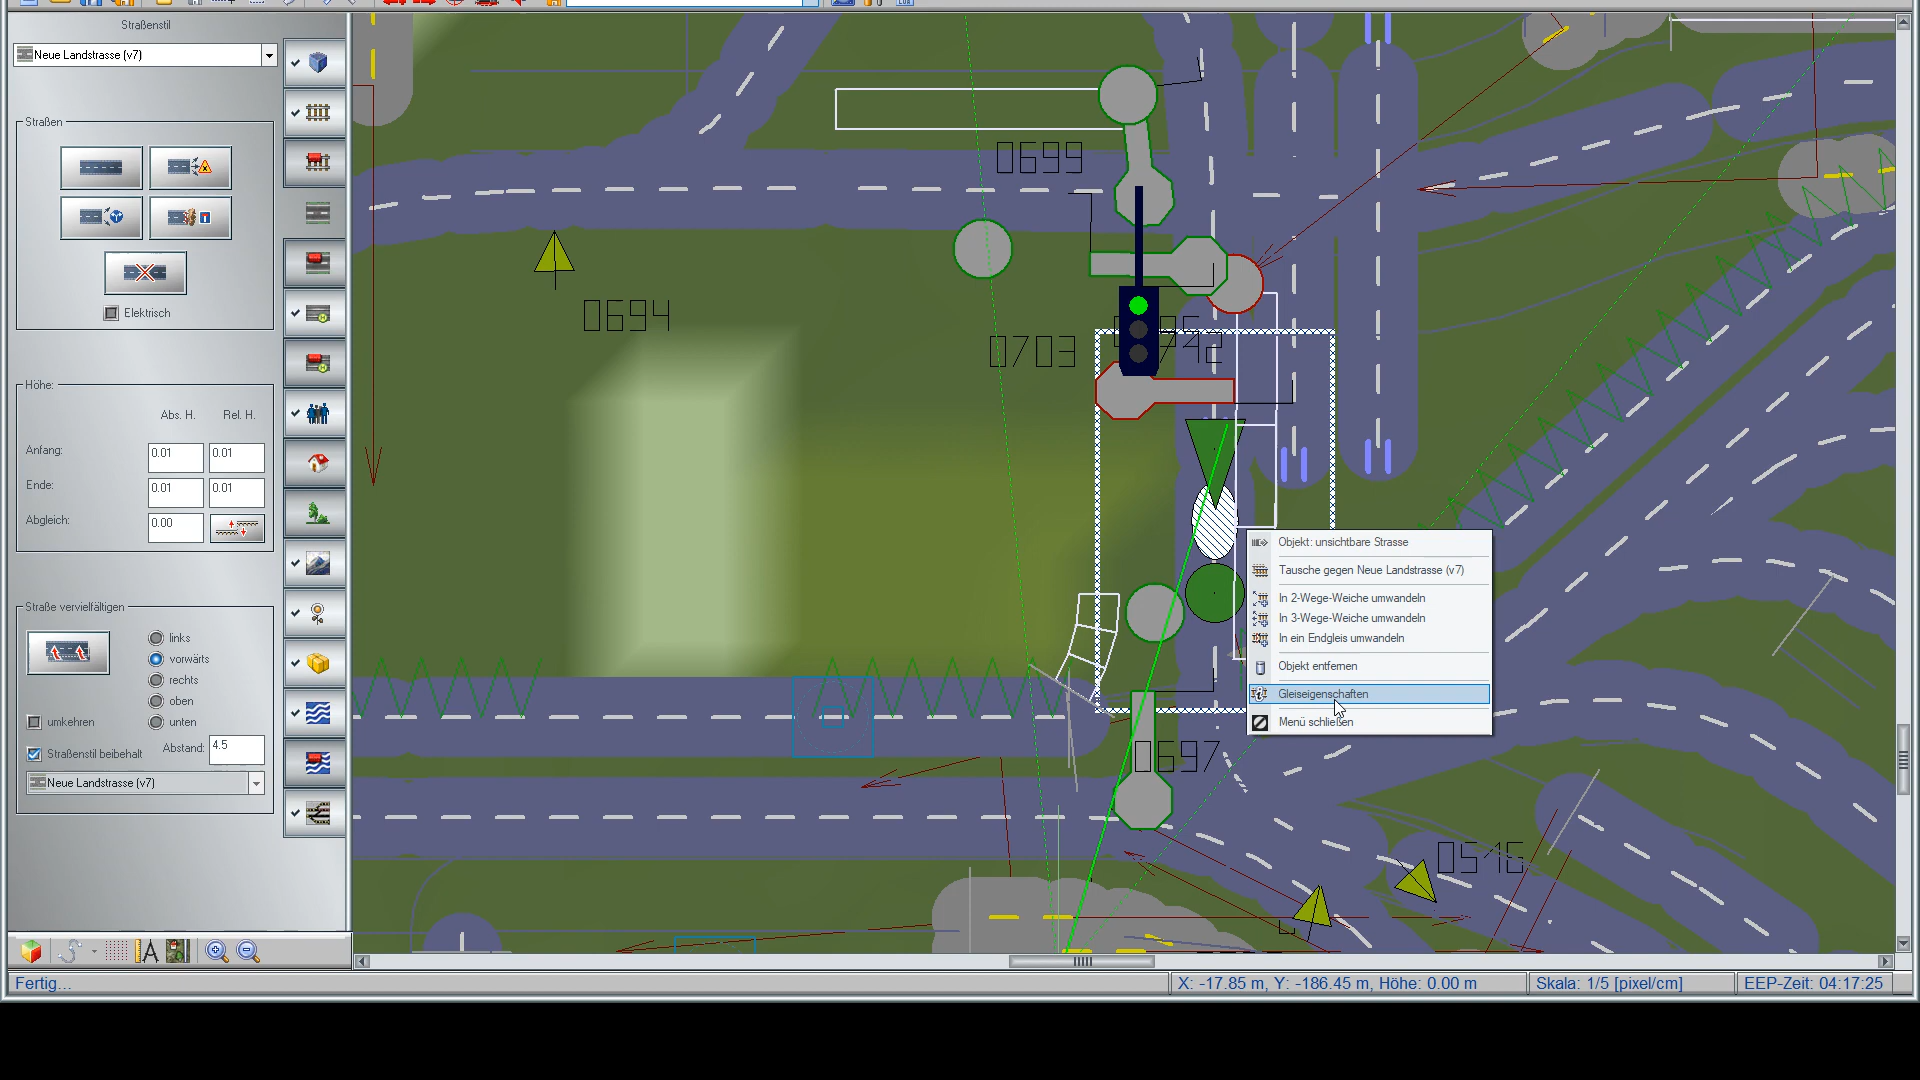 Straßenstil
Neue Landstrasse (v7)
Straßen
Elektrisch
Höhe:
Abs. H.
Rel. H.
Anfang:
0.01
0.01
Ende:
0.01
0.01
Abgleich:
0.00
Straße vervielfältigen
links
vorwärts
rechts
oben
unten
umkehren
Straßenstil beibehalt
Abstand:
4.5
Neue Landstrasse (v7)
0699
0694
0703
0697
0546
Objekt: unsichtbare Strasse
Tausche gegen Neue Landstrasse (v7)
In 2-Wege-Weiche umwandeln
In 3-Wege-Weiche umwandeln
In ein Endgleis umwandeln
Objekt entfernen
Gleiseigenschaften
Menü schließen
Fertig...
X: -17.85 m, Y: -186.45 m, Höhe: 0.00 m
Skala: 1/5 [pixel/cm]
EEP-Zeit: 04:17:25